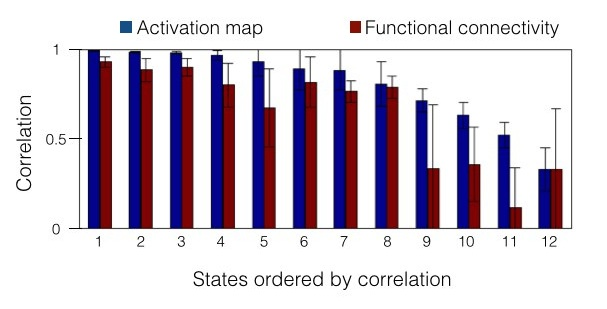 Activation map Functional connectivity
1
0.5
0
Correlation
1 2 3 4 5 6 7 8 9 10 11 12
States ordered by correlation